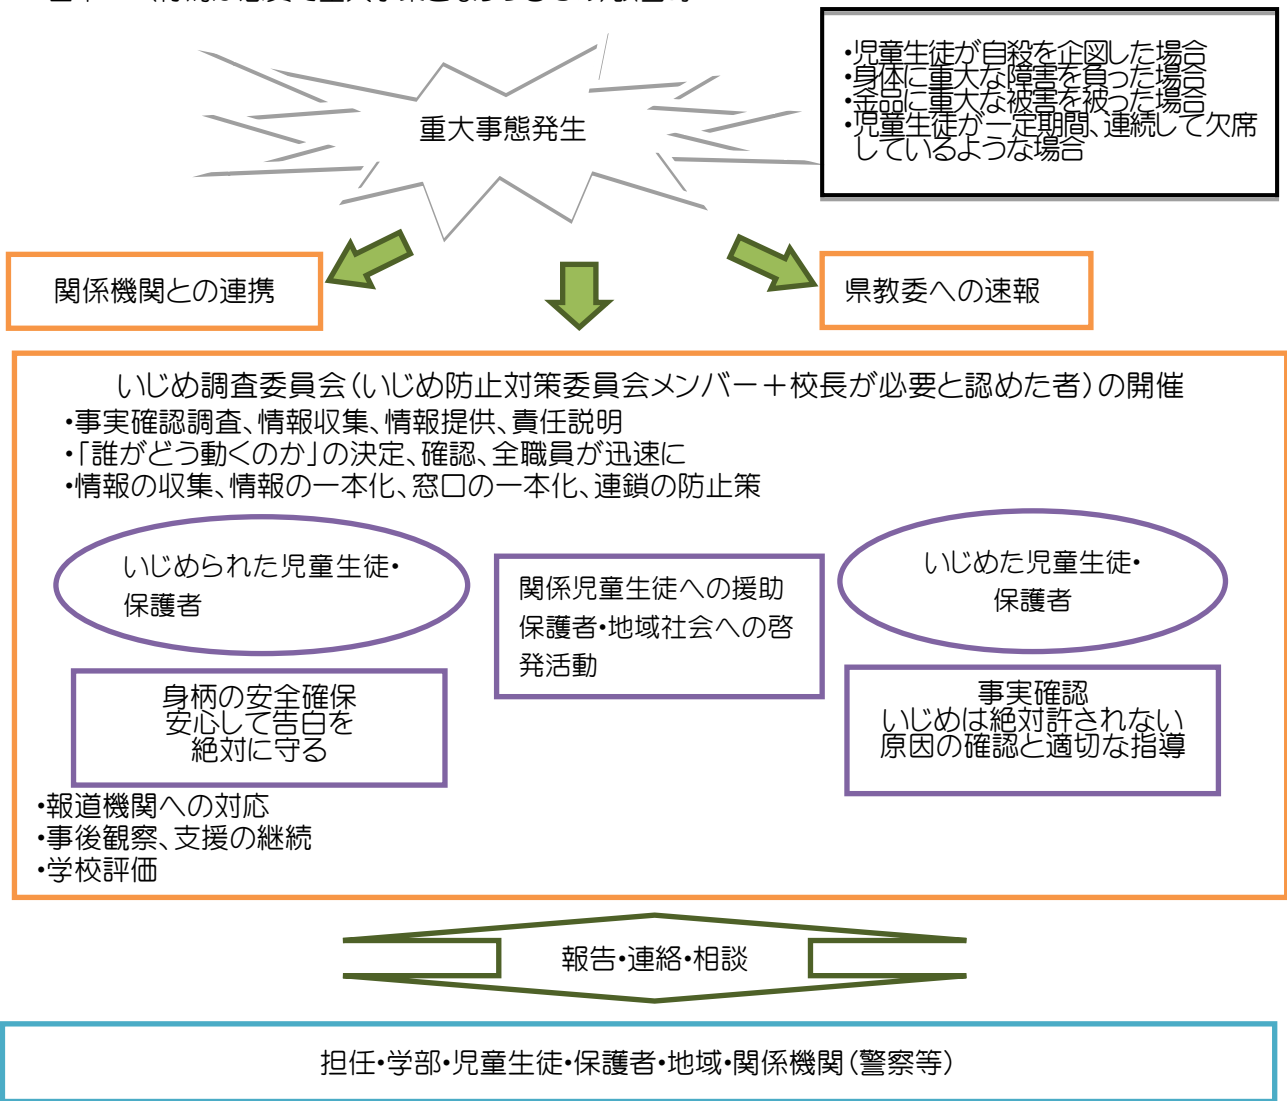 ・児童生徒が自殺を企図した場合
・身体に重大な障害を負った場合
・金品に重大な被害を被った場合
・児童生徒が一定期間、連続して欠席
しているような場合
重大事態発生
関係機関との連携
県教委への速報
いじめ調査委員会(いじめ防止対策委員会メンバー＋校長が必要と認めた者)の開催
・事実確認調査、情報収集、情報提供、責任説明
・「誰がどう動くのか」の決定、確認、全職員が迅速に
・情報の収集、情報の一本化、窓口の一本化、連鎖の防止策
いじめられた児童生徒・
保護者
関係児童生徒への援助
保護者・地域社会への啓
発活動
いじめた児童生徒・
保護者
身柄の安全確保
安心して告白を
絶対に守る
事実確認
いじめは絶対許されない
原因の確認と適切な指導
・報道機関への対応
・事後観察、支援の継続
・学校評価
報告・連絡・相談
担任・学部・児童生徒・保護者・地域・関係機関(警察等)